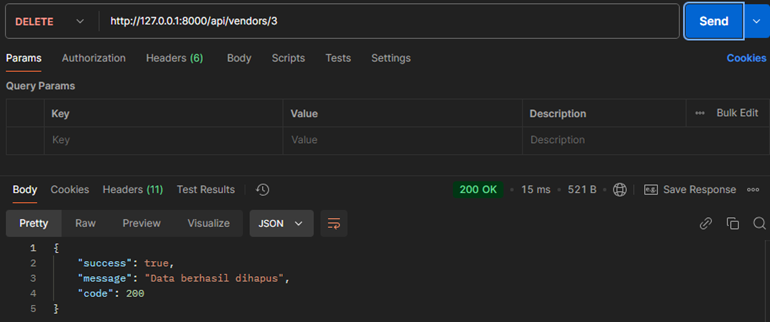 DELETE http://127.0.0.1:8000/api/vendors/3 Send
Params Authorization Headers (6) Body Scripts Tests Settings Cookies
Query Params
Key Value Description Bulk Edit
Key Value Description
Body Cookies Headers (11) Test Results 200 OK 15 ms 521 B Save Response
Pretty Raw Preview Visualize JSON
1 {
2 "success": true,
3 "message": "Data berhasil dihapus",
4 "code": 200
5 }